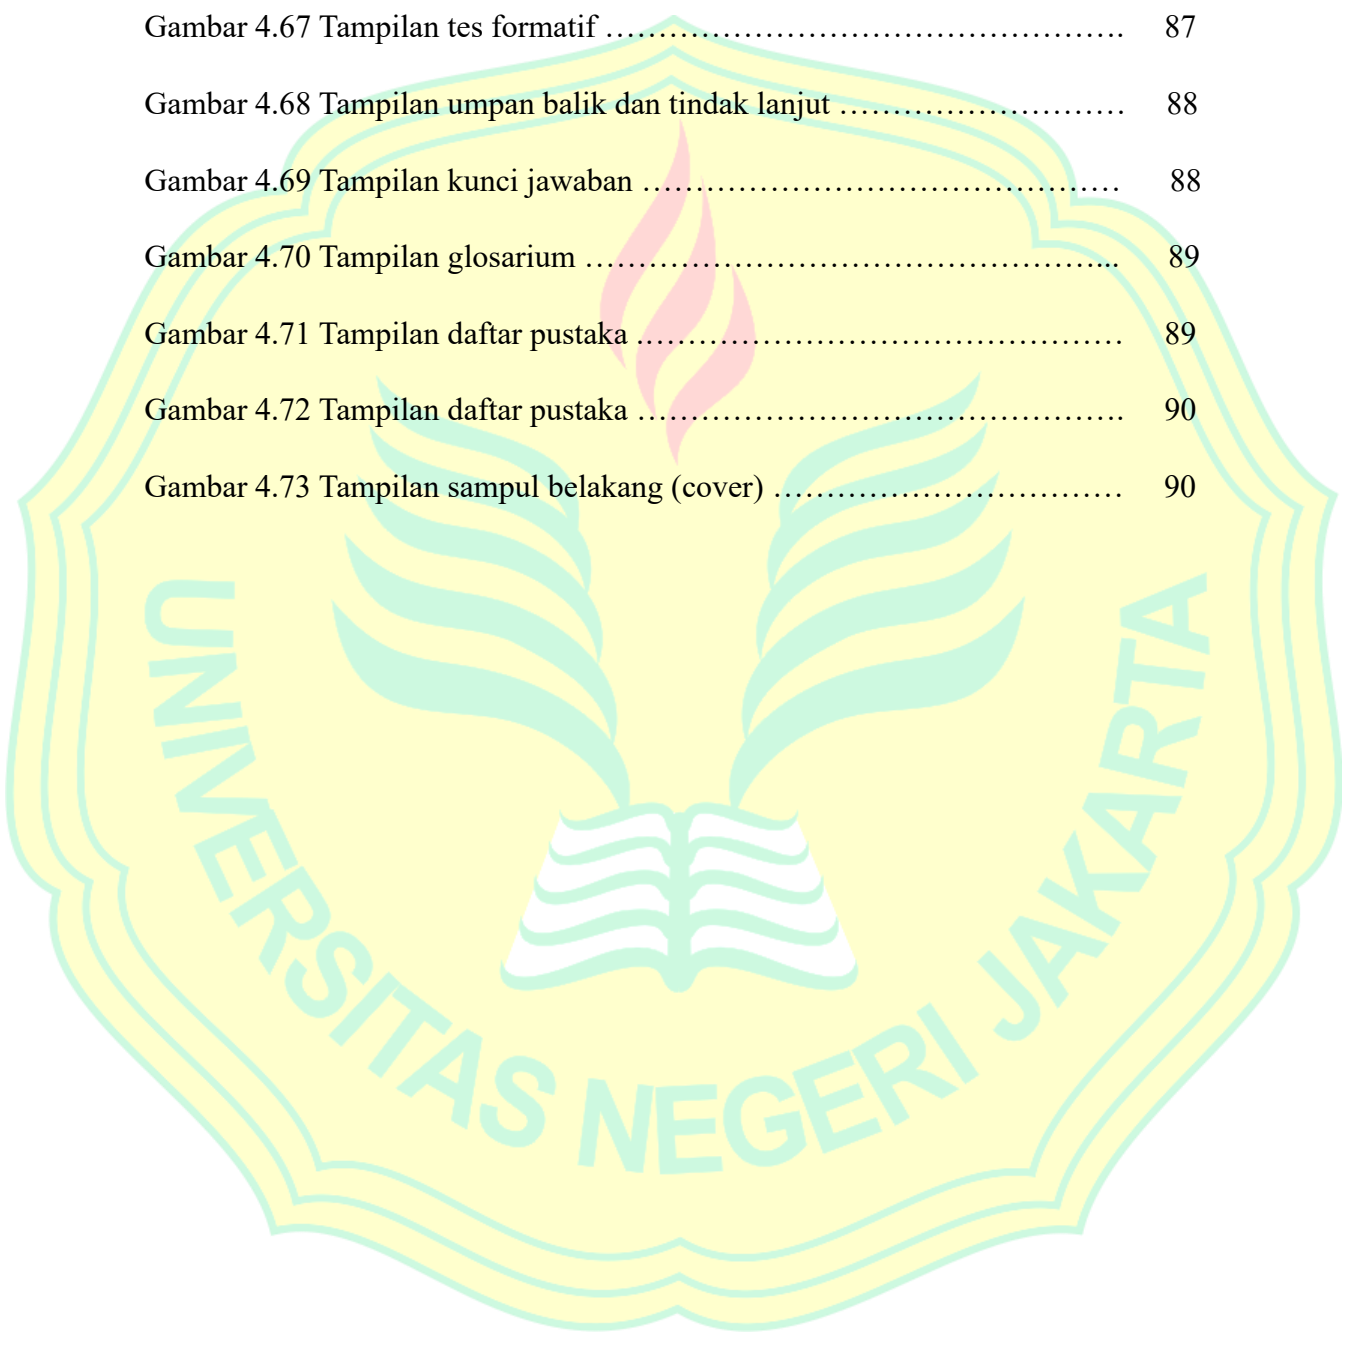 Gambar 4.67 Tampilan tes formatif …………………………………………. 87
Gambar 4.68 Tampilan umpan balik dan tindak lanjut ……………………… 88
Gambar 4.69 Tampilan kunci jawaban ……………………………………… 88
Gambar 4.70 Tampilan glosarium …………………………………………... 89
Gambar 4.71 Tampilan daftar pustaka ……………………………………… 89
Gambar 4.72 Tampilan daftar pustaka ………………………………………. 90
Gambar 4.73 Tampilan sampul belakang (cover) …………………………… 90
UNIVERSITAS NEGERI JAKARTA